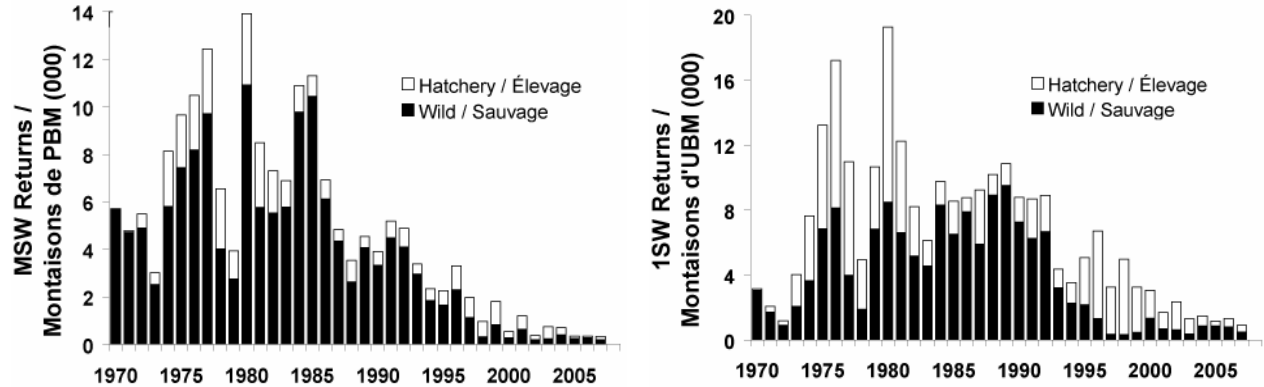 MSW Returns /
Montaisons de PBM (000)
14
12
10
8
6
4
2
0
Hatchery / Élevage
Wild / Sauvage
1970 1975 1980 1985 1990 1995 2000 2005
1SW Returns /
Montaisons d'UBM (000)
20
16
12
8
4
0
Hatchery / Élevage
Wild / Sauvage
1970 1975 1980 1985 1990 1995 2000 2005